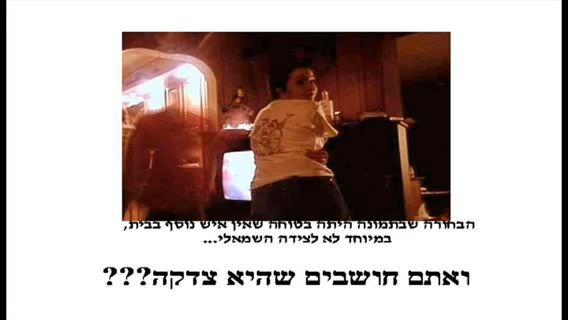 הבחורה שבתמונה היתה בטוחה שאין איש נוסף בבית,
במיוחד לא לצידה השמאלי...
ואתם חושבים שהיא צדקה???